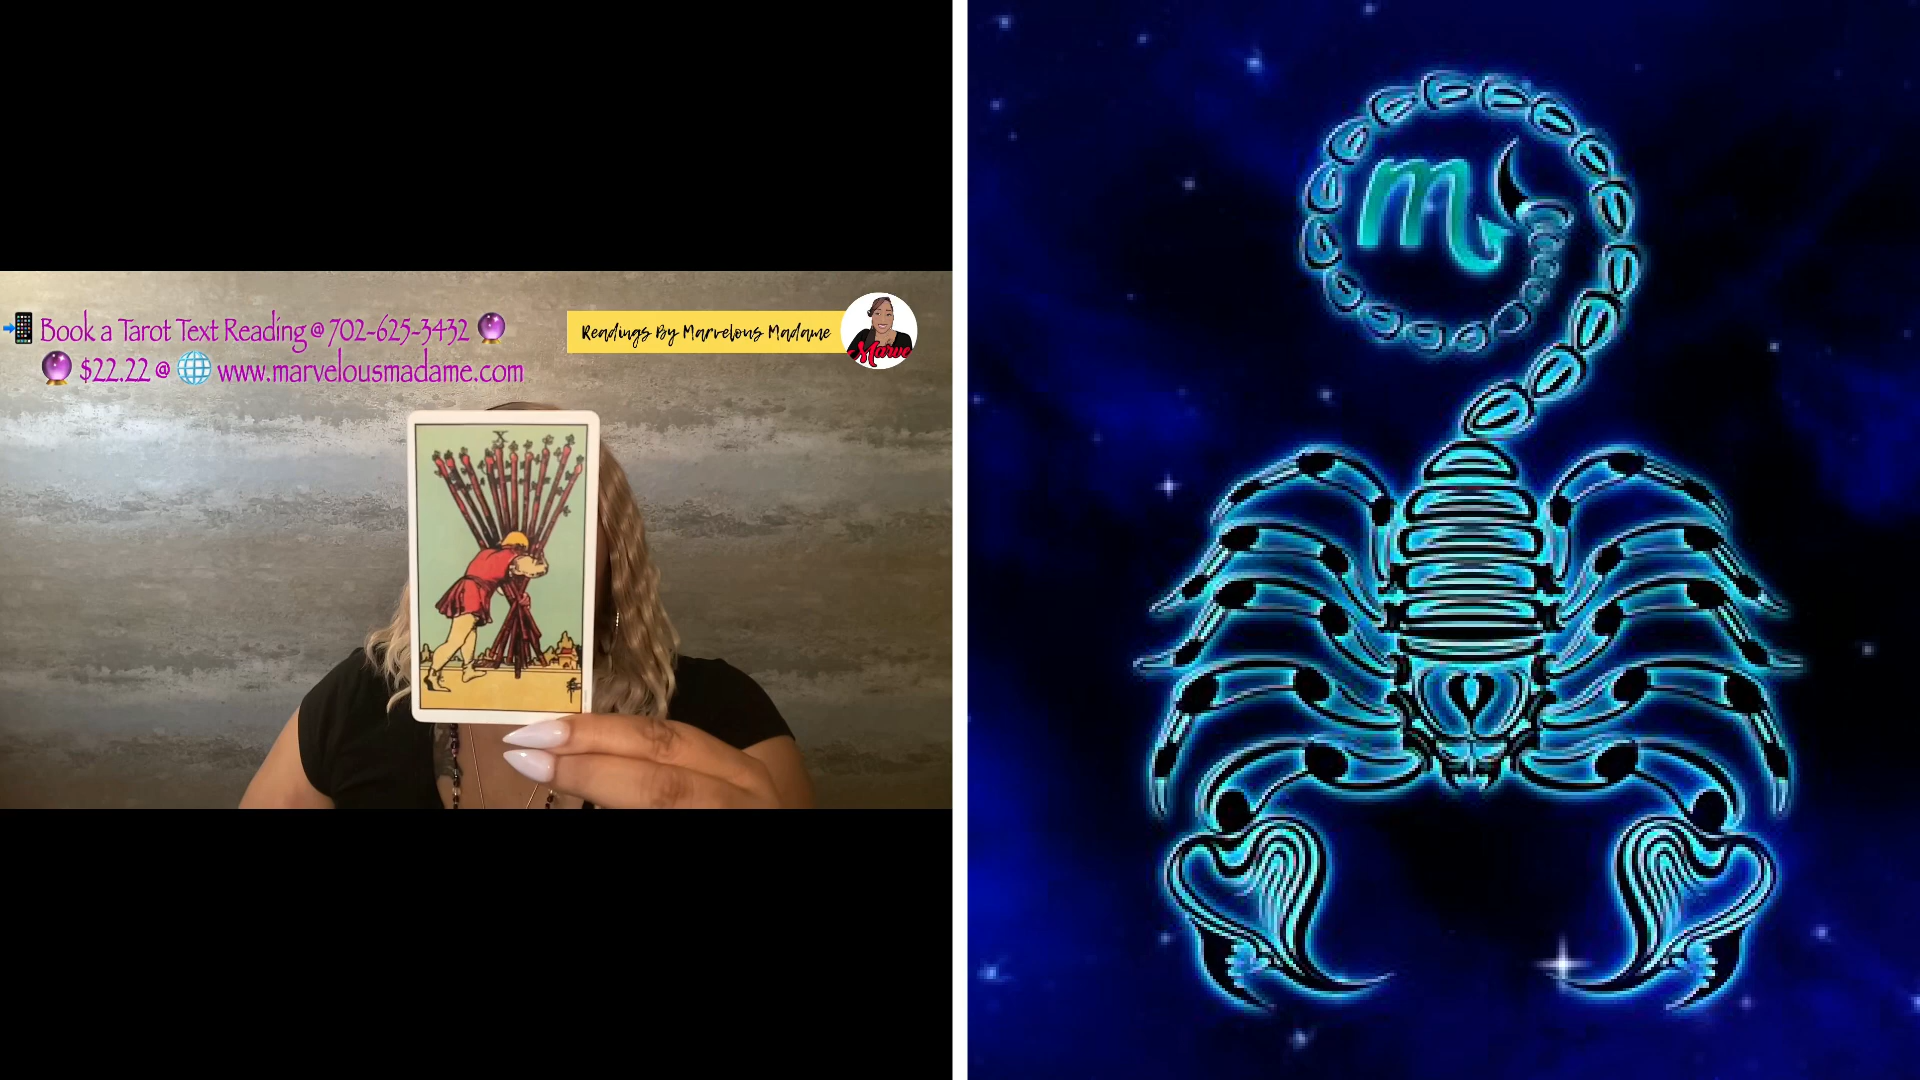 Book a Tarot Text Reading @ 702-625-3432
$22.22 @ www.marvelousmadame.com
Readings By Marvelous Madame
Marve
X